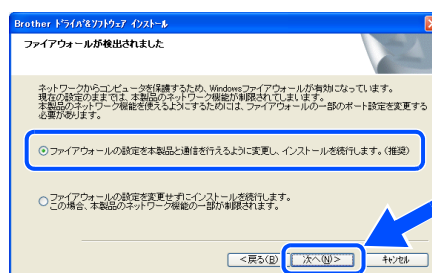 Brother ドライバ&ソフトウェア インストール
ファイアウォールが検出されました
ネットワークからコンピュータを保護するため、Windowsファイアウォールが有効になっています。
現在の設定のままでは、本製品のネットワーク機能が制限されてしまいます。
本製品のネットワーク機能を使えるようにするためには、ファイアウォールの一部のポート設定を変更する
必要があります。
ファイアウォールの設定を本製品と通信を行えるように変更し、インストールを続行します。(推奨)
ファイアウォールの設定を変更せずにインストールを続行します。
この場合、本製品のネットワーク機能の一部が制限されます。
<戻る(B) 次へ(N)> キャンセル